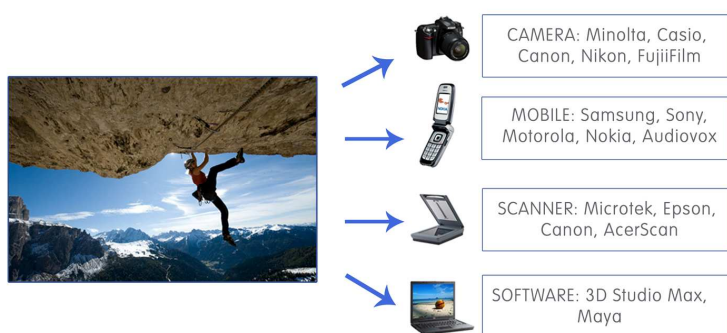 CAMERA: Minolta, Casio,
Canon, Nikon, FujiiFilm
MOBILE: Samsung, Sony,
Motorola, Nokia, Audiovox
SCANNER: Microtek, Epson,
Canon, AcerScan
SOFTWARE: 3D Studio Max,
Maya